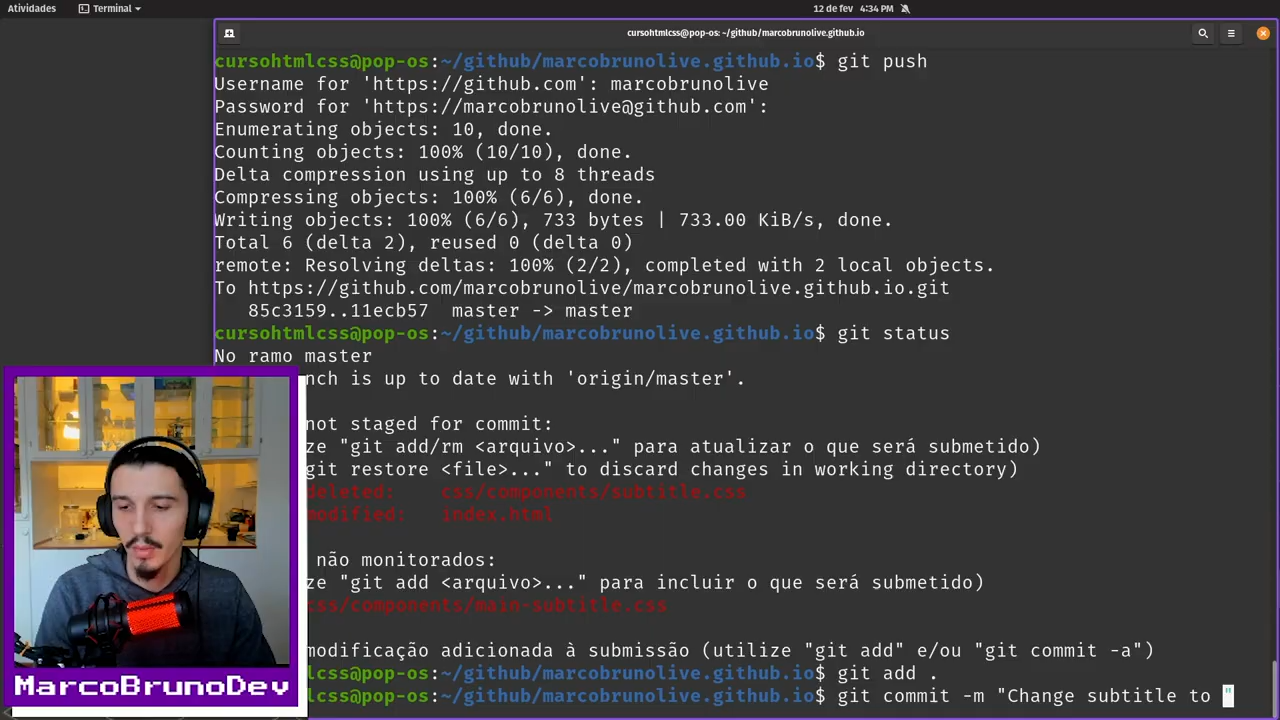 Atividades
Terminal
12 de fev 4:34 PM
cursohtmlcss@pop-os: ~/github/marcobrunolive.github.io
cursohtmlcss@pop-os:~/github/marcobrunolive.github.io$ git push
Username for 'https://github.com': marcobrunolive
Password for 'https://marcobrunolive@github.com':
Enumerating objects: 10, done.
Counting objects: 100% (10/10), done.
Delta compression using up to 8 threads
Compressing objects: 100% (6/6), done.
Writing objects: 100% (6/6), 733 bytes | 733.00 KiB/s, done.
Total 6 (delta 2), reused 0 (delta 0)
remote: Resolving deltas: 100% (2/2), completed with 2 local objects.
To https://github.com/marcobrunolive/marcobrunolive.github.io.git
85c3159..11ecb57 master -> master
cursohtmlcss@pop-os:~/github/marcobrunolive.github.io$ git status
No ramo master
nch is up to date with 'origin/master'.
not staged for commit:
ze "git add/rm <arquivo>..." para atualizar o que será submetido)
git restore <file>..." to discard changes in working directory)
deleted: css/components/subtitle.css
modified: index.html
não monitorados:
ze "git add <arquivo>..." para incluir o que será submetido)
css/components/main-subtitle.css
modificação adicionada à submissão (utilize "git add" e/ou "git commit -a")
lcss@pop-os:~/github/marcobrunolive.github.io$ git add .
lcss@pop-os:~/github/marcobrunolive.github.io$ git commit -m "Change subtitle to "
MarcoBrunoDev